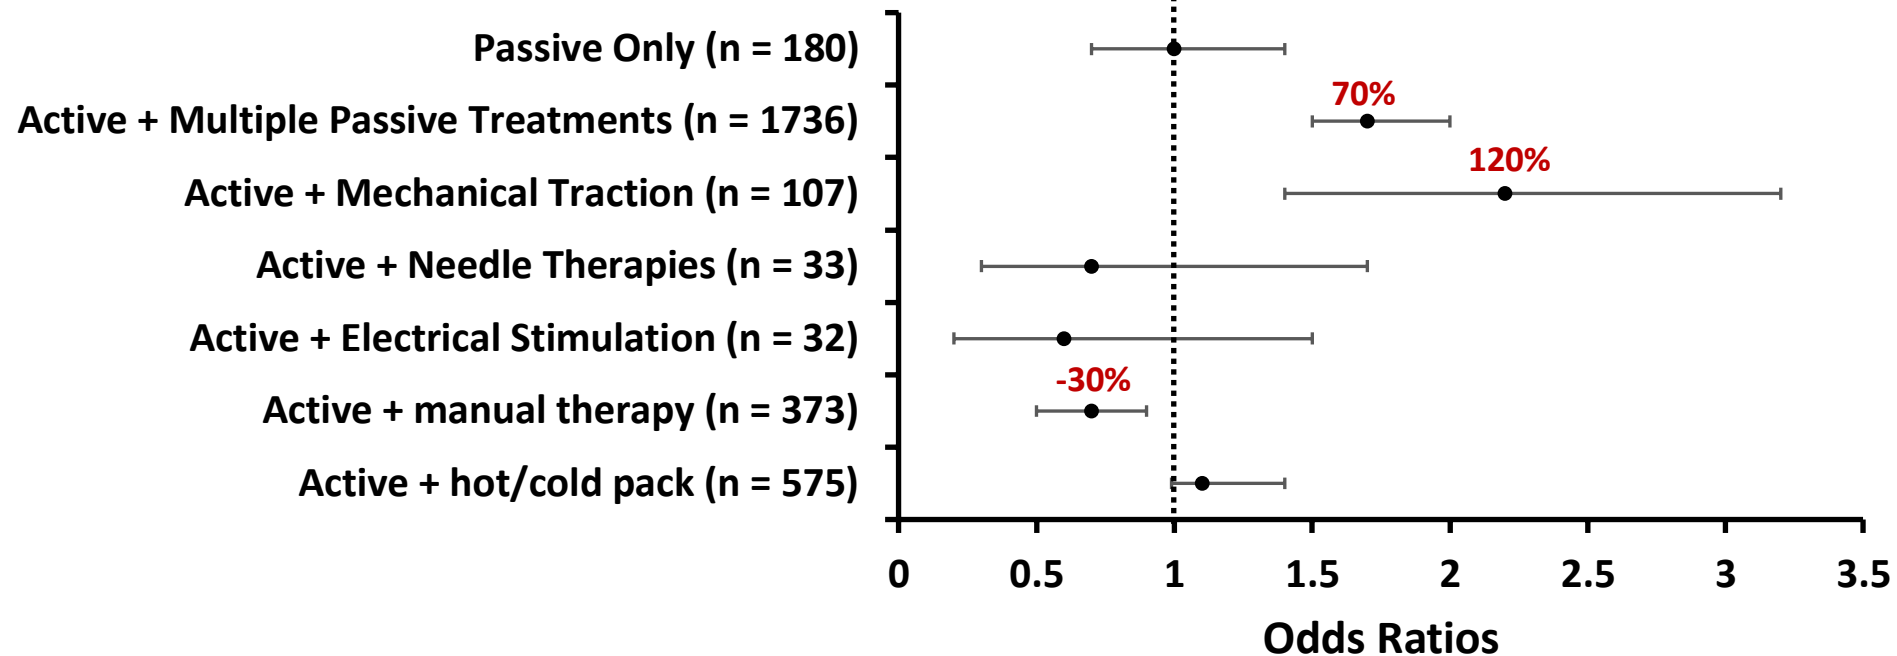 Passive Only (n = 180)
70%
Active + Multiple Passive Treatments (n = 1736)
120%
Active + Mechanical Traction (n = 107)
Active + Needle Therapies (n = 33)
Active + Electrical Stimulation (n = 32)
-30%
Active + manual therapy (n = 373)
Active + hot/cold pack (n = 575)
0 0.5 1 1.5 2 2.5 3 3.5
Odds Ratios